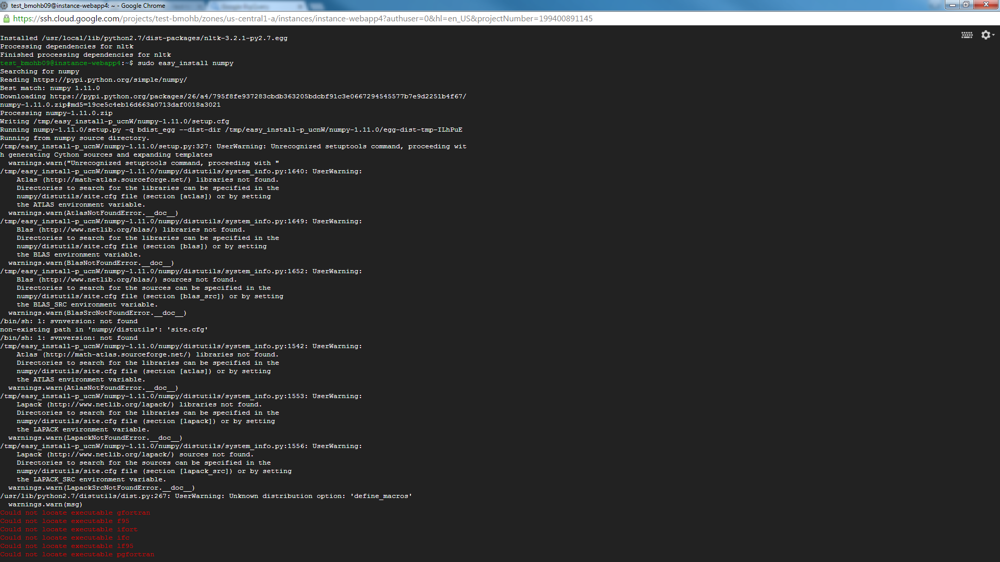 test_bmohb09@instance-webapp4: ~ - Google Chrome
https://ssh.cloud.google.com/projects/test-bmohb/zones/us-central1-a/instances/instance-webapp4?authuser=0&hl=en_US&projectNumber=199400891145
Installed /usr/local/lib/python2.7/dist-packages/nltk-3.2.1-py2.7.egg
Processing dependencies for nltk
Finished processing dependencies for nltk
test_bmohb09@instance-webapp4:~$ sudo easy_install numpy
Searching for numpy
Reading https://pypi.python.org/simple/numpy/
Best match: numpy 1.11.0
Downloading https://pypi.python.org/packages/26/a4/795f8fe937283cbdb363205bdcbf91c3e0667294545577b7e9d2251b4f67/
numpy-1.11.0.zip#md5=19ce5c4eb16d663a0713daf0018a3021
Processing numpy-1.11.0.zip
Writing /tmp/easy_install-p_ucnW/numpy-1.11.0/setup.cfg
Running numpy-1.11.0/setup.py -q bdist_egg --dist-dir /tmp/easy_install-p_ucnW/numpy-1.11.0/egg-dist-tmp-ILhPuE
Running from numpy source directory.
/tmp/easy_install-p_ucnW/numpy-1.11.0/setup.py:327: UserWarning: Unrecognized setuptools command, proceeding wit
h generating Cython sources and expanding templates
  warnings.warn("Unrecognized setuptools command, proceeding with "
/tmp/easy_install-p_ucnW/numpy-1.11.0/numpy/distutils/system_info.py:1640: UserWarning:
    Atlas (http://math-atlas.sourceforge.net/) libraries not found.
    Directories to search for the libraries can be specified in the
    numpy/distutils/site.cfg file (section [atlas]) or by setting
    the ATLAS environment variable.
  warnings.warn(AtlasNotFoundError.__doc__)
/tmp/easy_install-p_ucnW/numpy-1.11.0/numpy/distutils/system_info.py:1649: UserWarning:
    Blas (http://www.netlib.org/blas/) libraries not found.
    Directories to search for the libraries can be specified in the
    numpy/distutils/site.cfg file (section [blas]) or by setting
    the BLAS environment variable.
  warnings.warn(BlasNotFoundError.__doc__)
/tmp/easy_install-p_ucnW/numpy-1.11.0/numpy/distutils/system_info.py:1652: UserWarning:
    Blas (http://www.netlib.org/blas/) sources not found.
    Directories to search for the sources can be specified in the
    numpy/distutils/site.cfg file (section [blas_src]) or by setting
    the BLAS_SRC environment variable.
  warnings.warn(BlasSrcNotFoundError.__doc__)
/bin/sh: 1: svnversion: not found
non-existing path in 'numpy/distutils': 'site.cfg'
/bin/sh: 1: svnversion: not found
/tmp/easy_install-p_ucnW/numpy-1.11.0/numpy/distutils/system_info.py:1542: UserWarning:
    Atlas (http://math-atlas.sourceforge.net/) libraries not found.
    Directories to search for the libraries can be specified in the
    numpy/distutils/site.cfg file (section [atlas]) or by setting
    the ATLAS environment variable.
  warnings.warn(AtlasNotFoundError.__doc__)
/tmp/easy_install-p_ucnW/numpy-1.11.0/numpy/distutils/system_info.py:1553: UserWarning:
    Lapack (http://www.netlib.org/lapack/) libraries not found.
    Directories to search for the libraries can be specified in the
    numpy/distutils/site.cfg file (section [lapack]) or by setting
    the LAPACK environment variable.
  warnings.warn(LapackNotFoundError.__doc__)
/tmp/easy_install-p_ucnW/numpy-1.11.0/numpy/distutils/system_info.py:1556: UserWarning:
    Lapack (http://www.netlib.org/lapack/) sources not found.
    Directories to search for the sources can be specified in the
    numpy/distutils/site.cfg file (section [lapack_src]) or by setting
    the LAPACK_SRC environment variable.
  warnings.warn(LapackSrcNotFoundError.__doc__)
/usr/lib/python2.7/distutils/dist.py:267: UserWarning: Unknown distribution option: 'define_macros'
  warnings.warn(msg)
Could not locate executable gfortran
Could not locate executable f95
Could not locate executable ifort
Could not locate executable ifc
Could not locate executable lf95
Could not locate executable pgfortran